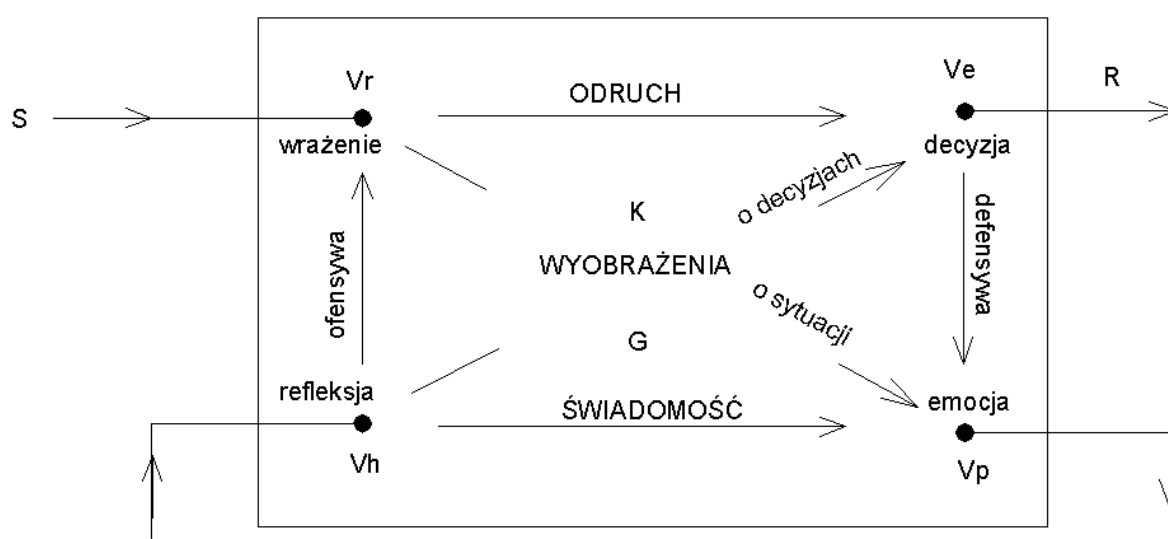 Vr
Ve
R
S
ODRUCH
wrażenie
decyzja
o decyzjach
K
ofensywa
defensywa
WYOBRAŻENIA
o sytuacji
G
refleksja
emocja
ŚWIADOMOŚĆ
Vh
Vp